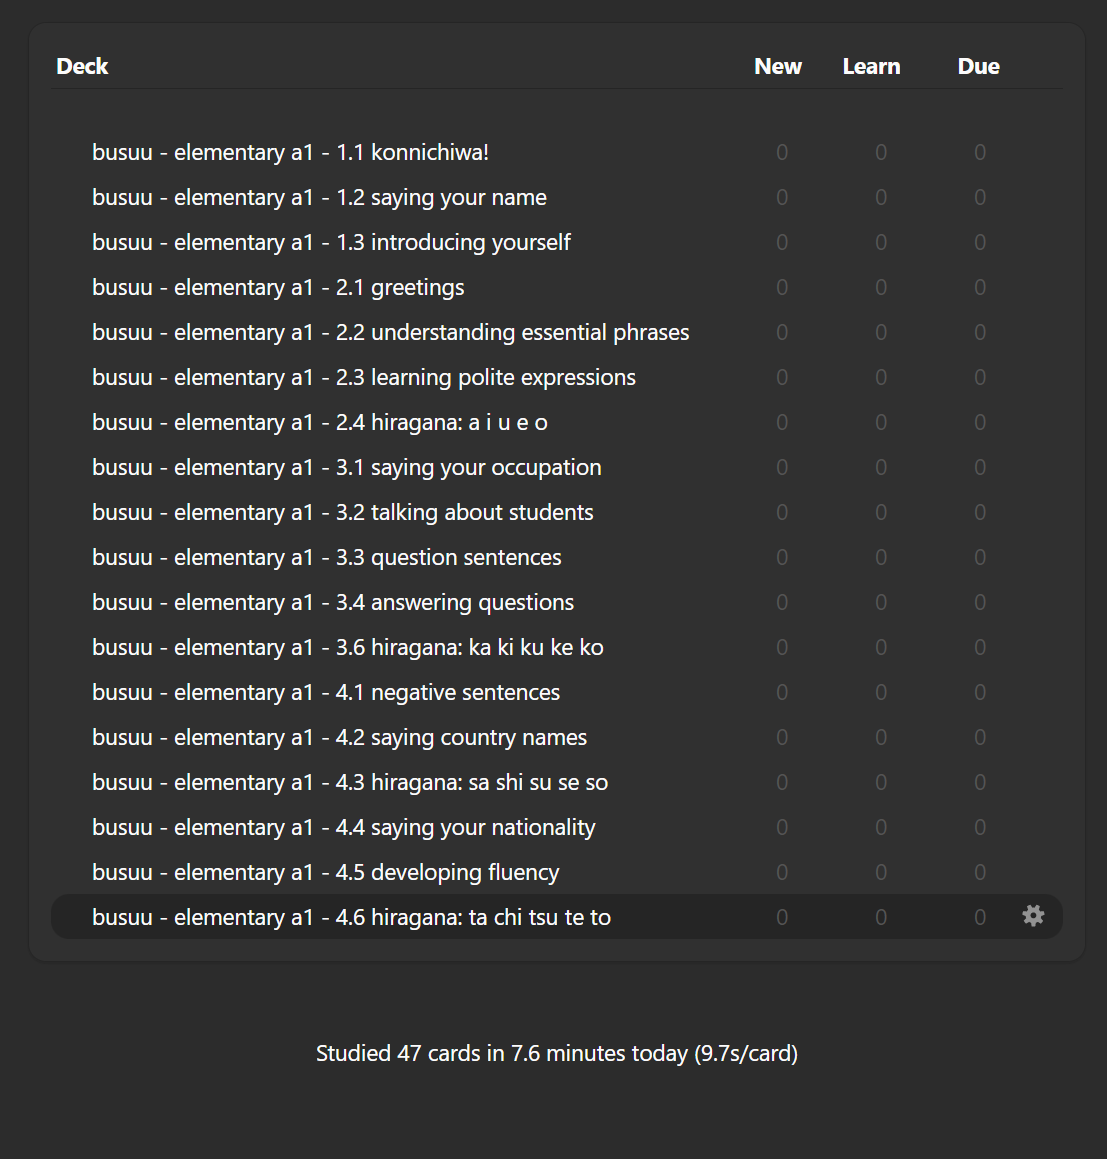 Deck New Learn Due
busuu - elementary a1 - 1.1 konnichiwa! 0 0 0
busuu - elementary a1 - 1.2 saying your name 0 0 0
busuu - elementary a1 - 1.3 introducing yourself 0 0 0
busuu - elementary a1 - 2.1 greetings 0 0 0
busuu - elementary a1 - 2.2 understanding essential phrases 0 0 0
busuu - elementary a1 - 2.3 learning polite expressions 0 0 0
busuu - elementary a1 - 2.4 hiragana: a i u e o 0 0 0
busuu - elementary a1 - 3.1 saying your occupation 0 0 0
busuu - elementary a1 - 3.2 talking about students 0 0 0
busuu - elementary a1 - 3.3 question sentences 0 0 0
busuu - elementary a1 - 3.4 answering questions 0 0 0
busuu - elementary a1 - 3.6 hiragana: ka ki ku ke ko 0 0 0
busuu - elementary a1 - 4.1 negative sentences 0 0 0
busuu - elementary a1 - 4.2 saying country names 0 0 0
busuu - elementary a1 - 4.3 hiragana: sa shi su se so 0 0 0
busuu - elementary a1 - 4.4 saying your nationality 0 0 0
busuu - elementary a1 - 4.5 developing fluency 0 0 0
busuu - elementary a1 - 4.6 hiragana: ta chi tsu te to 0 0 0
Studied 47 cards in 7.6 minutes today (9.7s/card)